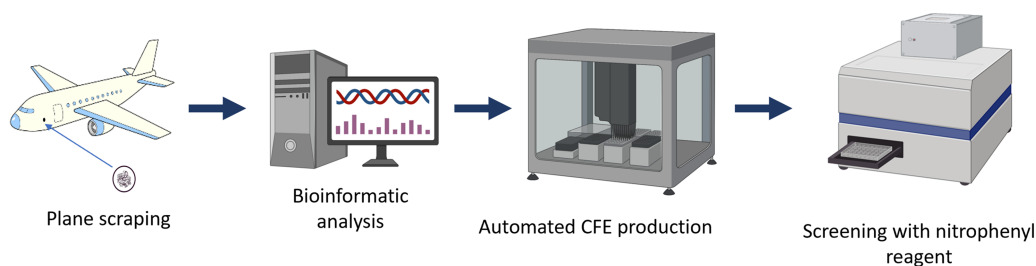 Plane scraping
Bioinformatic
analysis
Automated CFE production
Screening with nitrophenyl
reagent